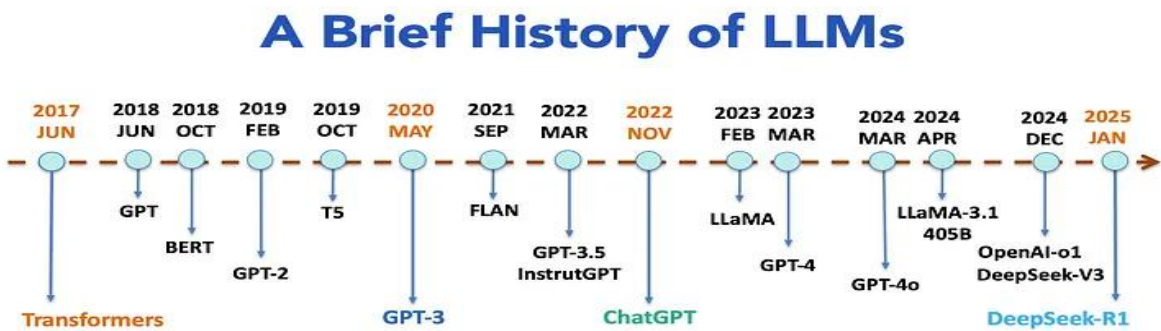 A Brief History of LLMs
2017 2018 2018 2019 2019 2020 2021 2022 2022 2023 2023 2024 2024 2024 2025
JUN JUN OCT FEB OCT MAY SEP MAR NOV FEB MAR MAR APR DEC JAN
GPT T5 FLAN LLaMA LLaMA-3.1
BERT 405B
GPT-2 GPT-3.5 GPT-4 GPT-4o OpenAI-o1
InstrutGPT DeepSeek-V3
Transformers GPT-3 ChatGPT DeepSeek-R1